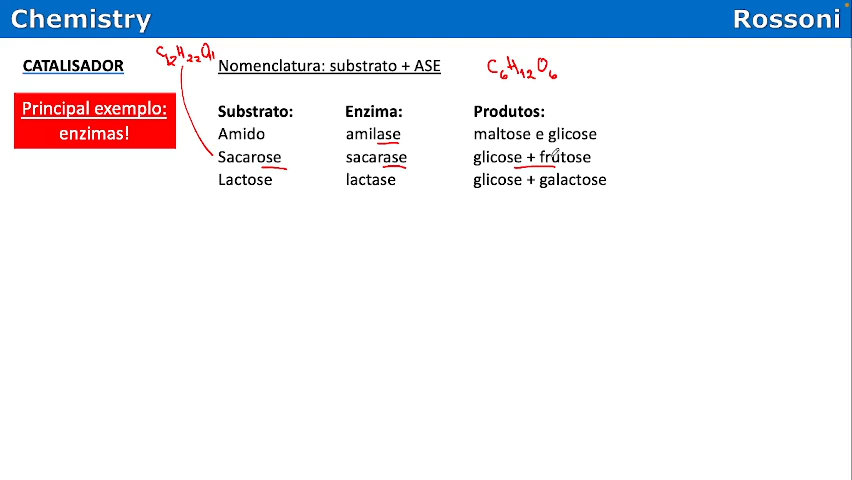 Chemistry Rossoni
C12H22O11
CATALISADOR Nomenclatura: substrato + ASE C6H12O6
Principal exemplo:
enzimas!
Substrato: Enzima: Produtos:
Amido amilase maltose e glicose
Sacarose sacarase glicose + frutose
Lactose lactase glicose + galactose